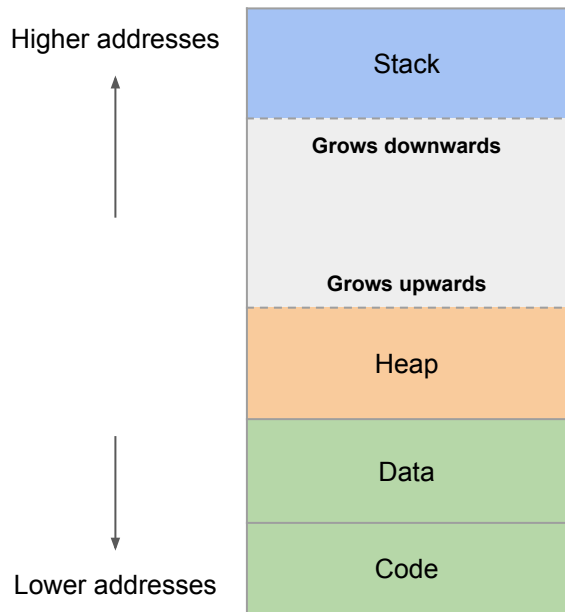 Higher addresses
Stack
Grows downwards
Grows upwards
Heap
Data
Code
Lower addresses